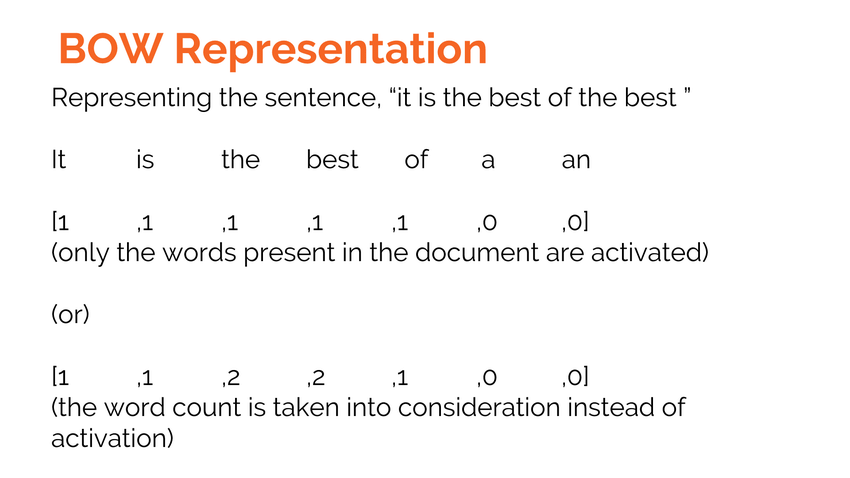 BOW Representation
Representing the sentence, “it is the best of the best ”
It is the best of a an
[1 ,1 ,1 ,1 ,1 ,0 ,0]
(only the words present in the document are activated)
(or)
[1 ,1 ,2 ,2 ,1 ,0 ,0]
(the word count is taken into consideration instead of
activation)